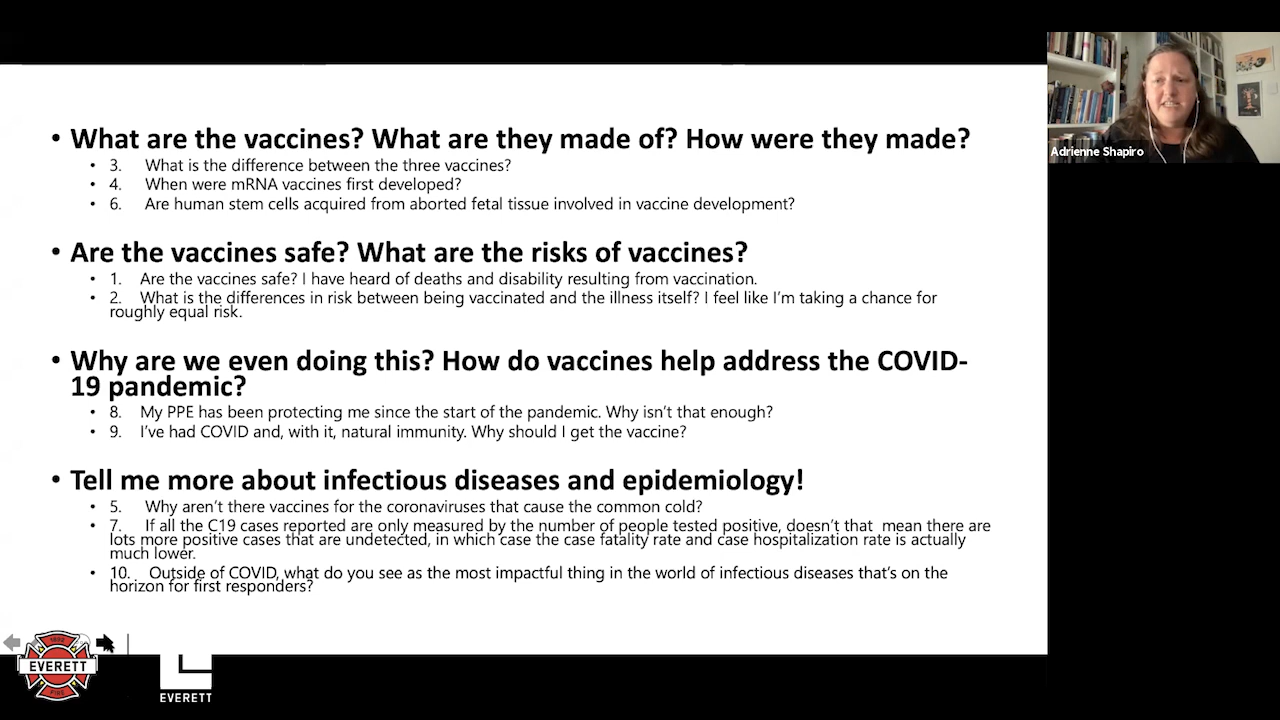 • What are the vaccines? What are they made of? How were they made?
• 3. What is the difference between the three vaccines?
• 4. When were mRNA vaccines first developed?
• 6. Are human stem cells acquired from aborted fetal tissue involved in vaccine development?
• Are the vaccines safe? What are the risks of vaccines?
• 1. Are the vaccines safe? I have heard of deaths and disability resulting from vaccination.
• 2. What is the differences in risk between being vaccinated and the illness itself? I feel like I'm taking a chance for
roughly equal risk.
• Why are we even doing this? How do vaccines help address the COVID-
19 pandemic?
• 8. My PPE has been protecting me since the start of the pandemic. Why isn't that enough?
• 9. I've had COVID and, with it, natural immunity. Why should I get the vaccine?
• Tell me more about infectious diseases and epidemiology!
• 5. Why aren't there vaccines for the coronaviruses that cause the common cold?
• 7. If all the C19 cases reported are only measured by the number of people tested positive, doesn't that mean there are
lots more positive cases that are undetected, in which case the case fatality rate and case hospitalization rate is actually
much lower.
• 10. Outside of COVID, what do you see as the most impactful thing in the world of infectious diseases that's on the
horizon for first responders?
Adrienne Shapiro
1892
EVERETT
FIRE
EVERETT